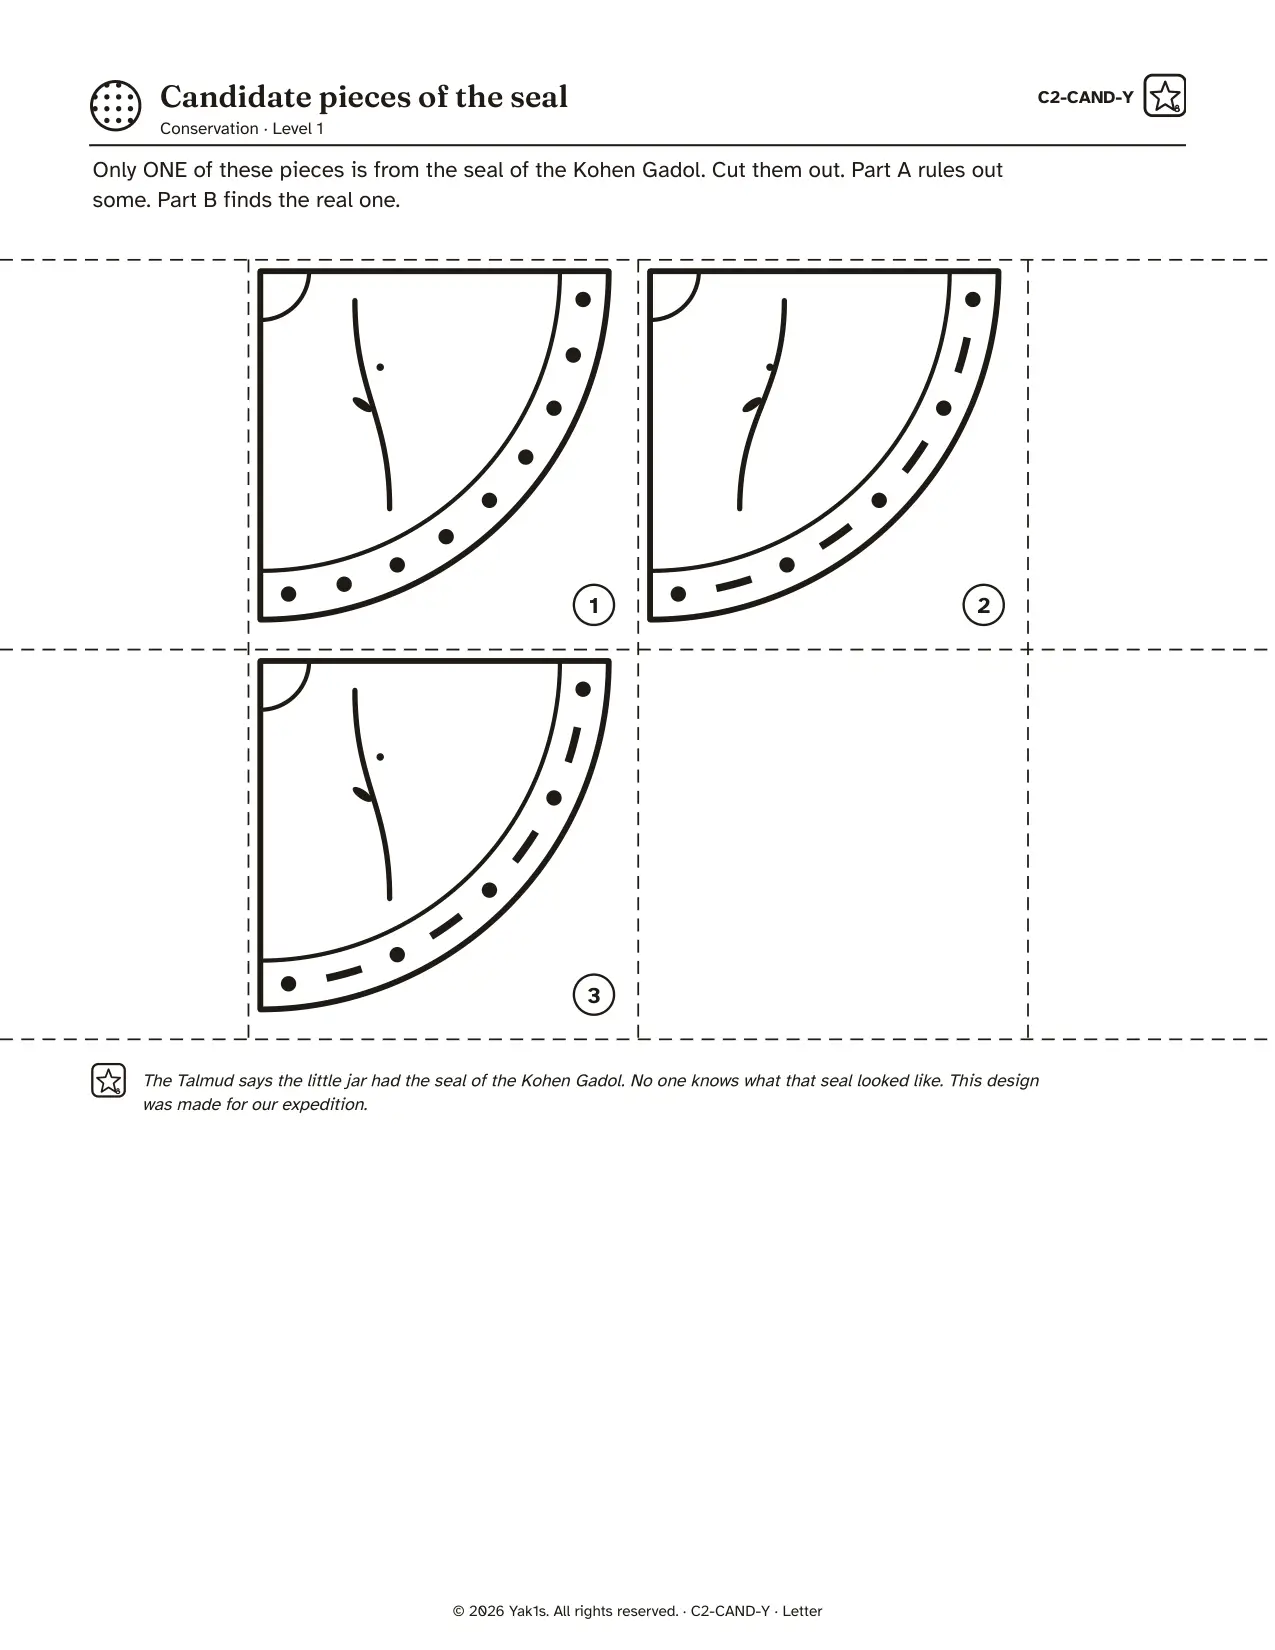 Candidate pieces of the seal
Conservation · Level 1
C2-CAND-Y
Only ONE of these pieces is from the seal of the Kohen Gadol. Cut them out. Part A rules out
some. Part B finds the real one.
1
2
3
The Talmud says the little jar had the seal of the Kohen Gadol. No one knows what that seal looked like. This design
was made for our expedition.
© 2026 Yak1s. All rights reserved. · C2-CAND-Y · Letter